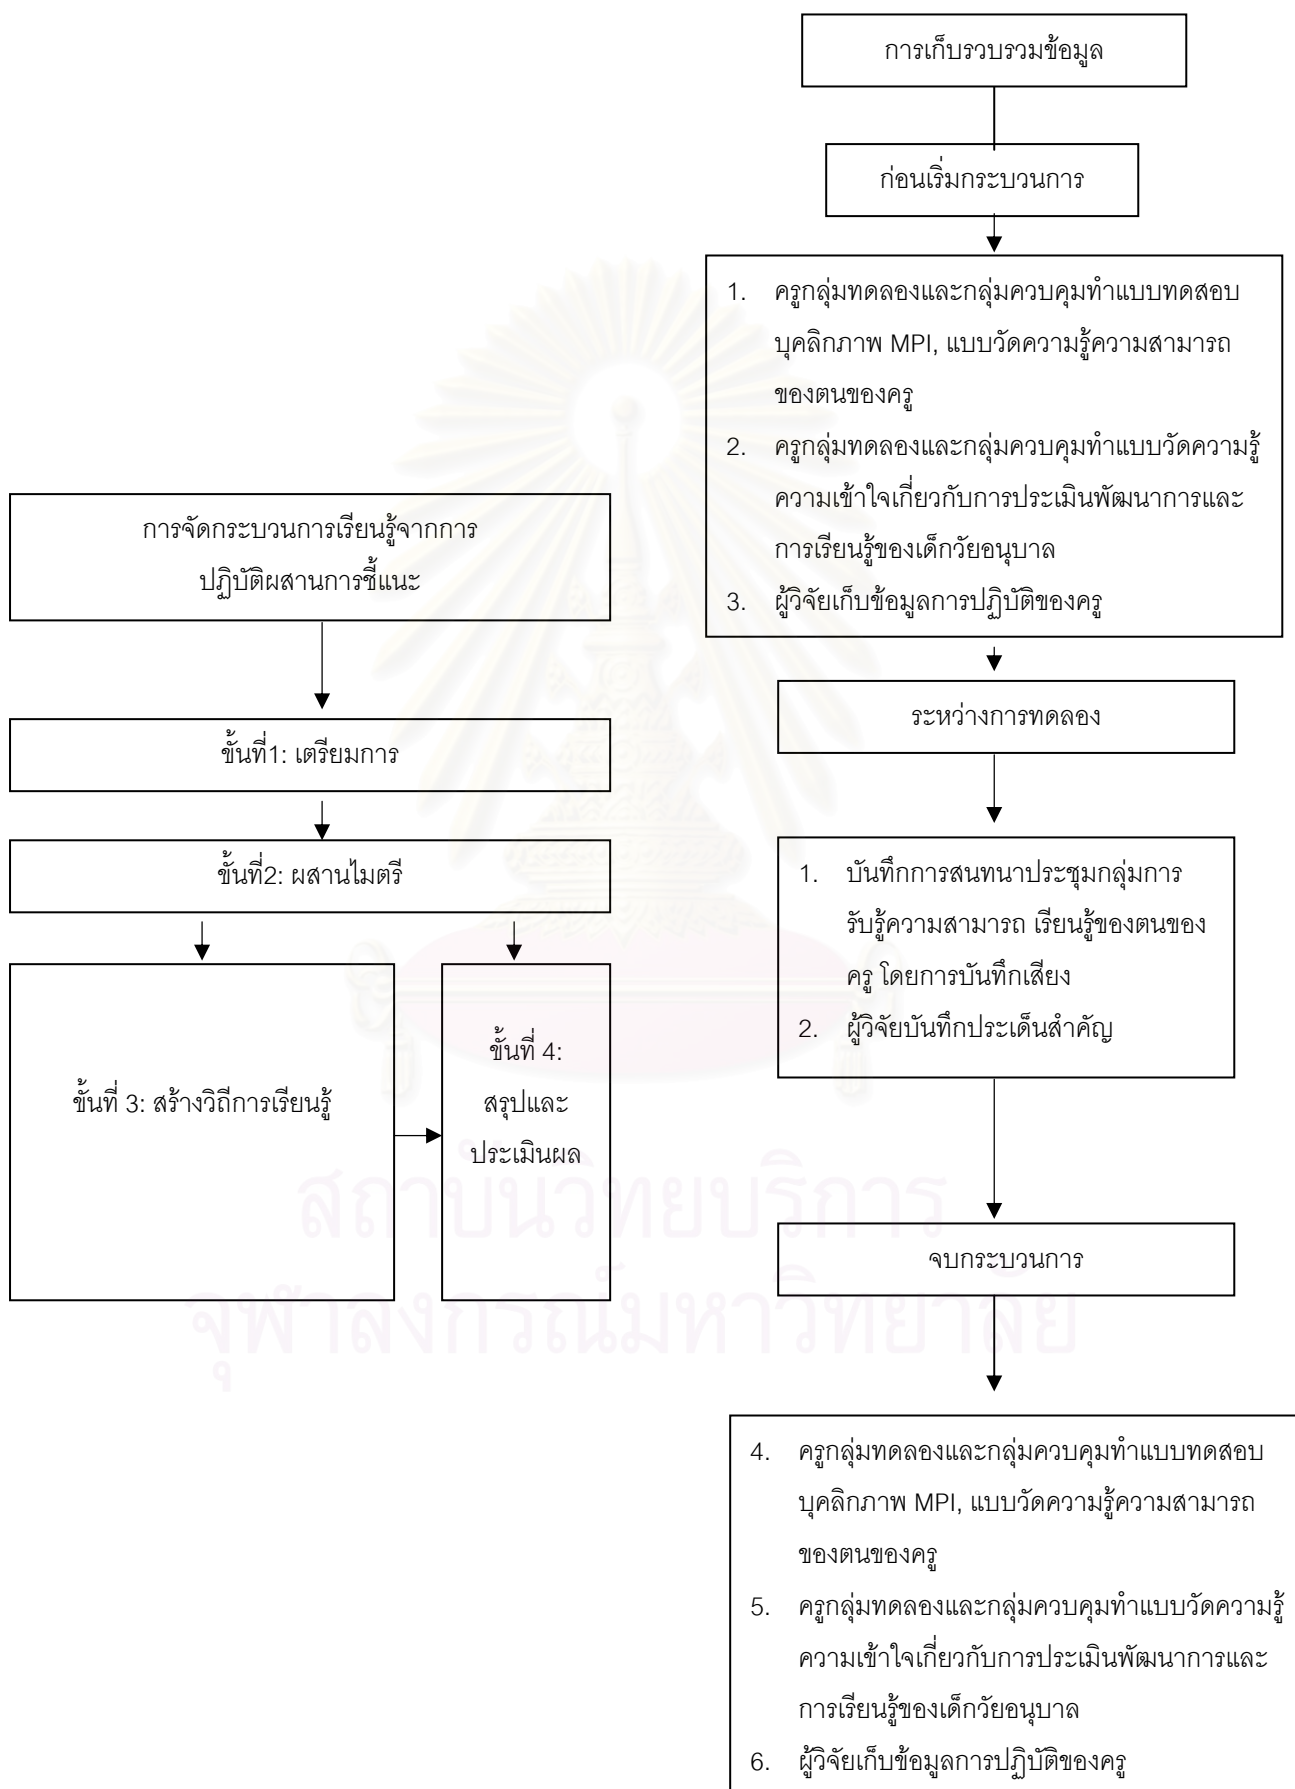 การเก็บรวบรวมข้อมูล
ก่อนเริ่มกระบวนการ
1. ครูกลุ่มทดลองและกลุ่มควบคุมทำแบบทดสอบ
บุคลิกภาพ MPI, แบบวัดความรู้ความสามารถ
ของตนของครู
2. ครูกลุ่มทดลองและกลุ่มควบคุมทำแบบวัดความรู้
ความเข้าใจเกี่ยวกับการประเมินพัฒนาการและ
การเรียนรู้ของเด็กวัยอนุบาล
3. ผู้วิจัยเก็บข้อมูลการปฏิบัติของครู
การจัดกระบวนการเรียนรู้จากการ
ปฏิบัติผสานการชี้แนะ
ขั้นที่1: เตรียมการ
ขั้นที่2: ผสานไมตรี
ขั้นที่ 3: สร้างวิถีการเรียนรู้
ขั้นที่ 4:
สรุปและ
ประเมินผล
ระหว่างการทดลอง
1. บันทึกการสนทนาประชุมกลุ่มการ
รับรู้ความสามารถ เรียนรู้ของตนของ
ครู โดยการบันทึกเสียง
2. ผู้วิจัยบันทึกประเด็นสำคัญ
สถาบันวิทยบริการ
จุฬาลงกรณ์มหาวิทยาลัย
จบกระบวนการ
4. ครูกลุ่มทดลองและกลุ่มควบคุมทำแบบทดสอบ
บุคลิกภาพ MPI, แบบวัดความรู้ความสามารถ
ของตนของครู
5. ครูกลุ่มทดลองและกลุ่มควบคุมทำแบบวัดความรู้
ความเข้าใจเกี่ยวกับการประเมินพัฒนาการและ
การเรียนรู้ของเด็กวัยอนุบาล
6. ผู้วิจัยเก็บข้อมูลการปฏิบัติของครู